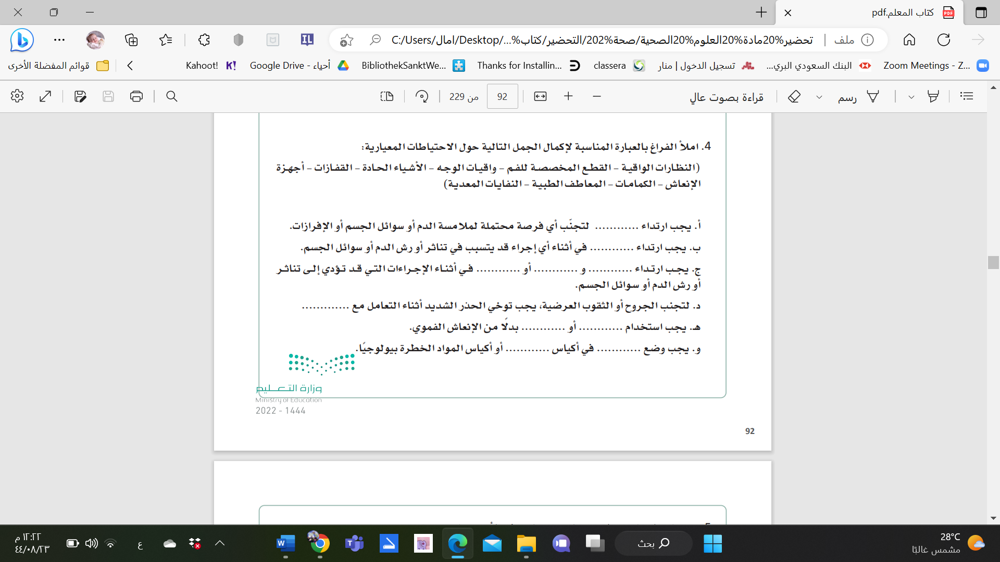 كتاب المعلم.pdf
ملف
C:/Users/امال/Desktop/...تحضير%20مادة%20العلوم%20الصحية/صحة%202/التحضير/كتاب%
Zoom Meetings - Z...
البنك السعودي البري...
تسجيل الدخول | منار
classera
Thanks for Installin...
BibliothekSanktWe...
أحياء - Google Drive
Kahoot!
قوائم المفضلة الأخرى
رسم
قراءة بصوت عالٍ
92
من 229
4. املأ الفراغ بالعبارة المناسبة لإكمال الجمل التالية حول الاحتياطات المعيارية:
(النظارات الواقية – القطع المخصصة للفم – واقيات الوجه – الأشياء الحادة – القفازات – أجهزة
الإنعاش – الكمامات – المعاطف الطبية – النفايات المعدية)
أ. يجب ارتداء ............ لتجنّب أي فرصة محتملة لملامسة الدم أو سوائل الجسم أو الإفرازات.
ب. يجب ارتداء ............ في أثناء أي إجراء قد يتسبب في تناثر أو رش الدم أو سوائل الجسم.
ج. يجب ارتداء ............ و ............ أو ............ في أثناء الإجراءات التي قد تؤدي إلى تناثر
أو رش الدم أو سوائل الجسم.
د. لتجنب الجروح أو الثقوب العرضية، يجب توخي الحذر الشديد أثناء التعامل مع .............
هـ. يجب استخدام ............ أو ............ بدلًا من الإنعاش الفموي.
و. يجب وضع ............ في أكياس ............ أو أكياس المواد الخطرة بيولوجيًا.
وزارة التعليم
Ministry of Education
2022 - 1444
92
28°C
مشمس غالبًا
بحث
ع
١٢:٢٢ م
٤٤/٠٨/٢٣